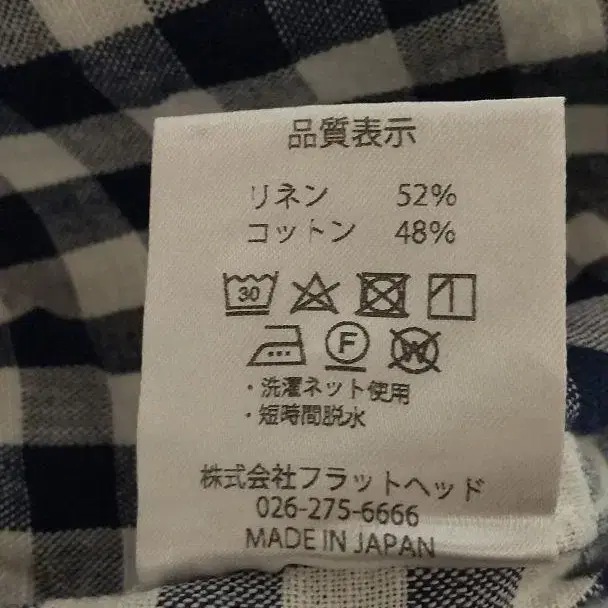 品質表示
リネン 52%
コットン 48%
30
F W
・洗濯ネット使用
・短時間脱水
株式会社フラットヘッド
026-275-6666
MADE IN JAPAN